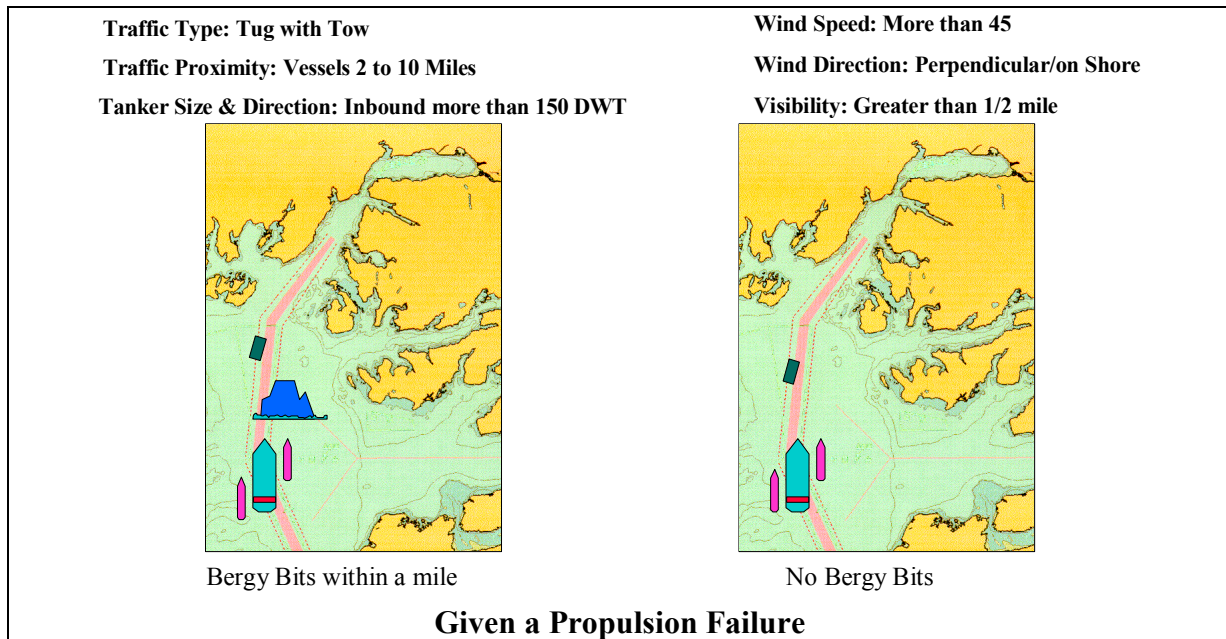 Traffic Type: Tug with Tow
Traffic Proximity: Vessels 2 to 10 Miles
Tanker Size & Direction: Inbound more than 150 DWT
Wind Speed: More than 45
Wind Direction: Perpendicular/on Shore
Visibility: Greater than 1/2 mile
Bergy Bits within a mile
No Bergy Bits
Given a Propulsion Failure